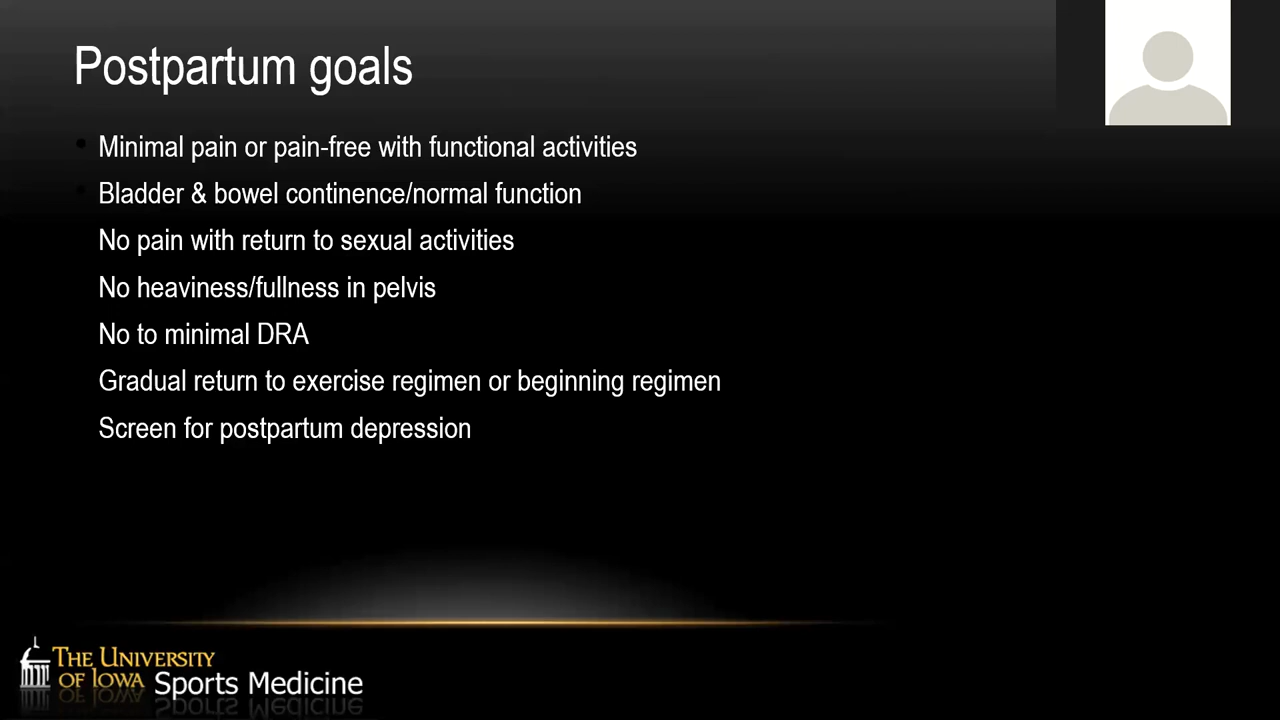 Postpartum goals
Minimal pain or pain-free with functional activities
Bladder & bowel continence/normal function
No pain with return to sexual activities
No heaviness/fullness in pelvis
No to minimal DRA
Gradual return to exercise regimen or beginning regimen
Screen for postpartum depression
THE UNIVERSITY
OF IOWA Sports Medicine